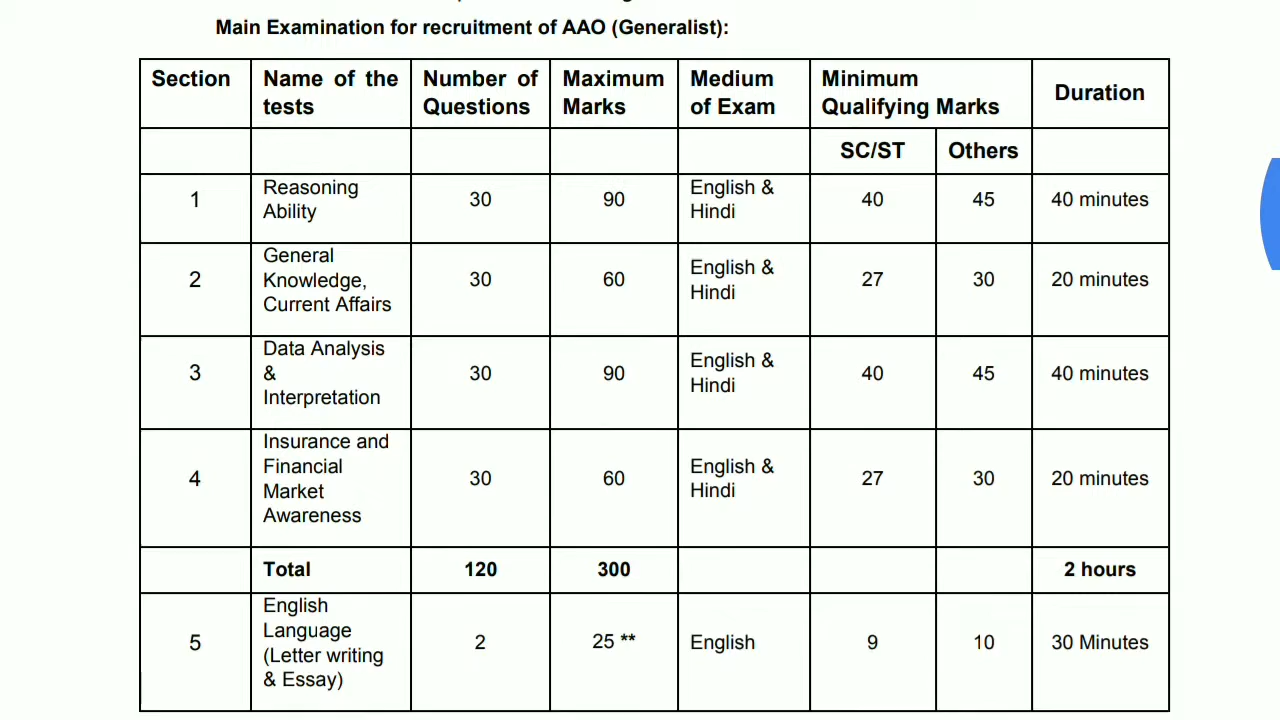 Main Examination for recruitment of AAO (Generalist):
Section Name of the tests Number of Questions Maximum Marks Medium of Exam Minimum Qualifying Marks Duration
SC/ST Others
1 Reasoning Ability 30 90 English & Hindi 40 45 40 minutes
2 General Knowledge, Current Affairs 30 60 English & Hindi 27 30 20 minutes
3 Data Analysis & Interpretation 30 90 English & Hindi 40 45 40 minutes
4 Insurance and Financial Market Awareness 30 60 English & Hindi 27 30 20 minutes
Total 120 300 2 hours
5 English Language (Letter writing & Essay) 2 25 ** English 9 10 30 Minutes